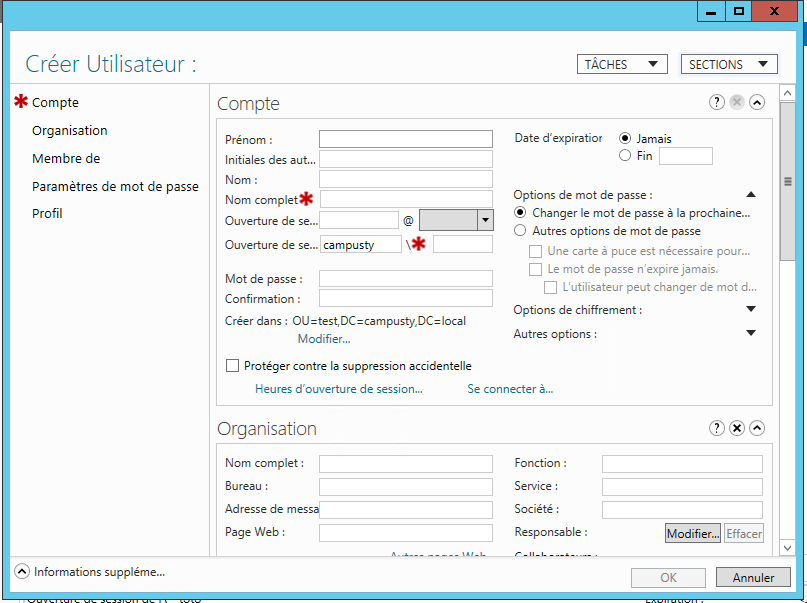 Créer Utilisateur :
TÂCHES
SECTIONS
Compte
Organisation
Membre de
Paramètres de mot de passe
Profil
Compte
Prénom :
Initiales des aut...
Nom :
Nom complet
Ouverture de se... @
Ouverture de se... campusty \
Mot de passe :
Confirmation :
Créer dans : OU=test,DC=campusty,DC=local
Modifier...
Protéger contre la suppression accidentelle
Heures d'ouverture de session...
Se connecter à...
Date d'expiration
Jamais
Fin
Options de mot de passe :
Changer le mot de passe à la prochaine...
Autres options de mot de passe
Une carte à puce est nécessaire pour...
Le mot de passe n'expire jamais.
L'utilisateur peut changer de mot d...
Options de chiffrement :
Autres options :
Organisation
Nom complet :
Bureau :
Adresse de messa
Page Web :
Autres pages Web
Fonction :
Service :
Société :
Responsable :
Modifier...
Effacer
Collaborateurs :
Informations suppléme...
OK
Annuler